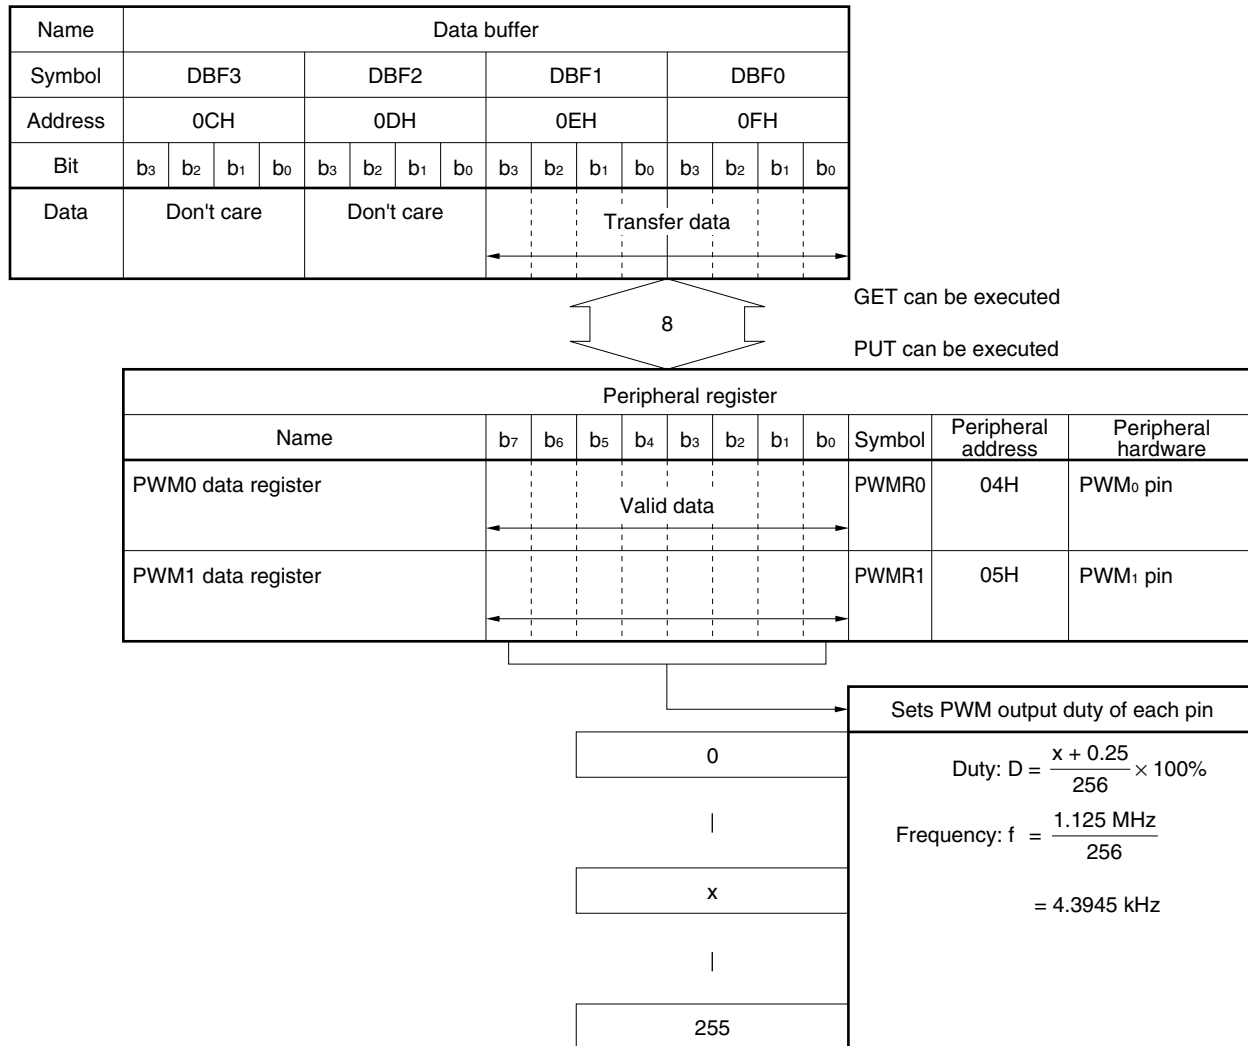 Name Data buffer
Symbol DBF3 DBF2 DBF1 DBF0
Address 0CH 0DH 0EH 0FH
Bit b3 b2 b1 b0 b3 b2 b1 b0 b3 b2 b1 b0 b3 b2 b1 b0
Data Don't care Don't care Transfer data
GET can be executed
8
PUT can be executed
Peripheral register
Name b7 b6 b5 b4 b3 b2 b1 b0 Symbol Peripheral address Peripheral hardware
PWM0 data register PWMR0 04H PWM0 pin
Valid data
PWM1 data register PWMR1 05H PWM1 pin
Sets PWM output duty of each pin
0
Duty: D = x + 0.25 / 256 × 100%
|
Frequency: f = 1.125 MHz / 256
x
= 4.3945 kHz
|
255